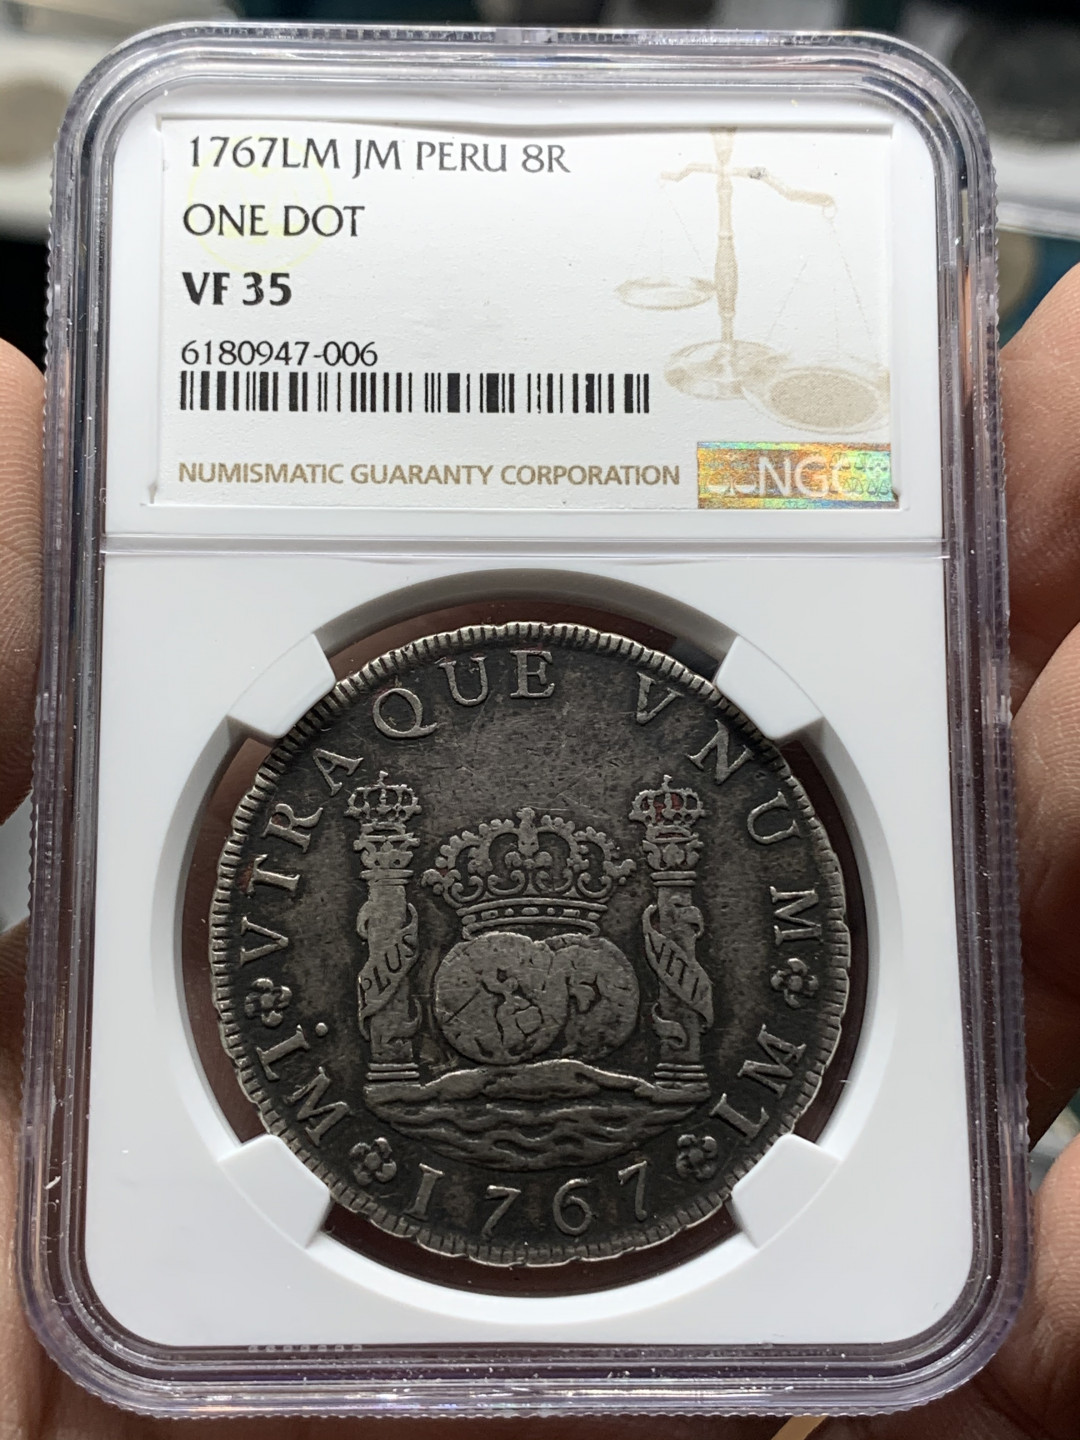 1767LM JM PERU 8R
ONE DOT
VF 35
6180947-006
NUMISMATIC GUARANTY CORPORATION
NGC
VTRAQUE VNUM
PLUS
VLTR
LM 1767 LM